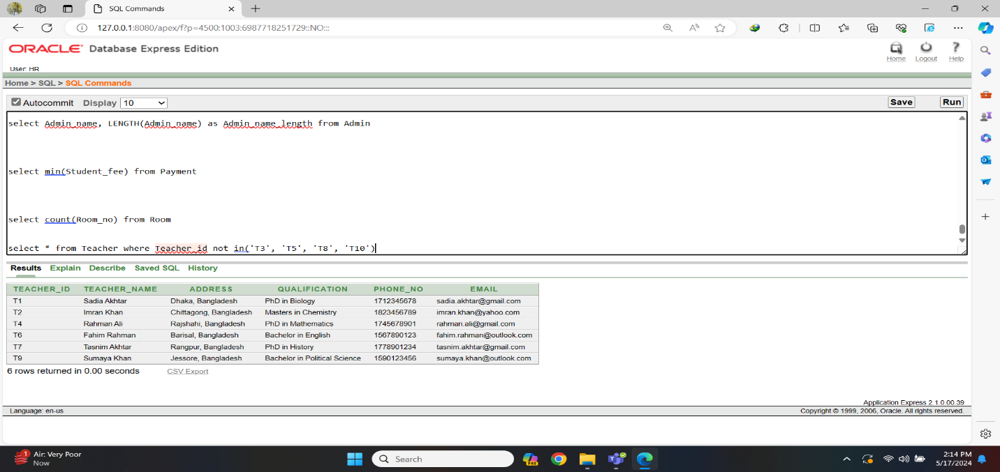 SQL Commands
127.0.0.1:8080/apex/f?p=4500:1003:6987718251729::NO:::
ORACLE Database Express Edition
Home Logout Help
User: HR
Home > SQL > SQL Commands
Autocommit Display 10 Save Run
select Admin_name, LENGTH(Admin_name) as Admin_name_length from Admin
select min(Student_fee) from Payment
select count(Room_no) from Room
select * from Teacher where Teacher_id not in('T3', 'T5', 'T8', 'T10')
Results Explain Describe Saved SQL History
TEACHER_ID TEACHER_NAME ADDRESS QUALIFICATION PHONE_NO EMAIL
T1 Sadia Akhtar Dhaka, Bangladesh PhD in Biology 1712345678 sadia.akhtar@gmail.com
T2 Imran Khan Chittagong, Bangladesh Masters in Chemistry 1823456789 imran.khan@yahoo.com
T4 Rahman Ali Rajshahi, Bangladesh PhD in Mathematics 1745678901 rahman.ali@gmail.com
T6 Fahim Rahman Barisal, Bangladesh Bachelor in English 1567890123 fahim.rahman@outlook.com
T7 Tasnim Akhtar Rangpur, Bangladesh PhD in History 1778901234 tasnim.akhtar@gmail.com
T9 Sumaya Khan Jessore, Bangladesh Bachelor in Political Science 1590123456 sumaya.khan@outlook.com
6 rows returned in 0.00 seconds CSV Export
Application Express 2.1.0.00.39
Language: en-us Copyright © 1999, 2006, Oracle. All rights reserved.
1 Air: Very Poor
Now
Search
PRE
2:14 PM
5/17/2024